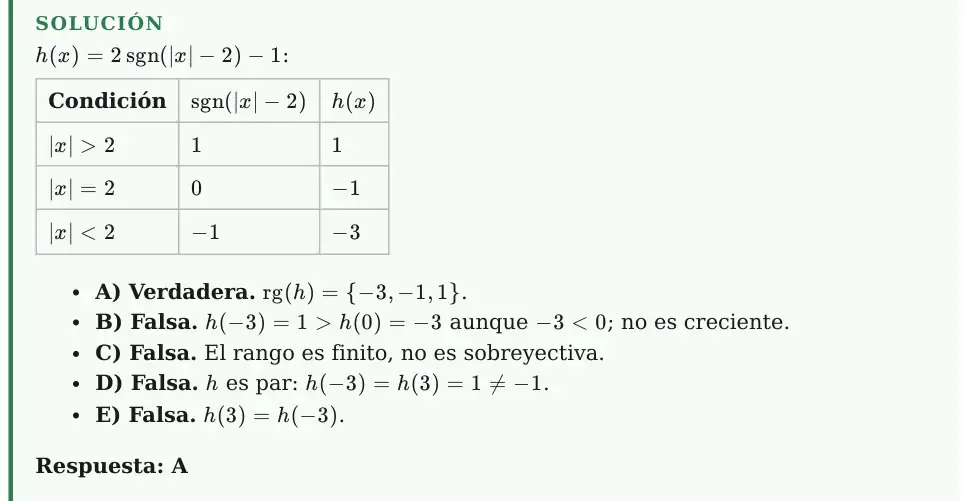 SOLUCIÓN
h(x) = 2 sgn(|x| − 2) − 1:
Condición sgn(|x| − 2) h(x)
|x| > 2 1 1
|x| = 2 0 −1
|x| < 2 −1 −3
• A) Verdadera. rg(h) = {−3, −1, 1}.
• B) Falsa. h(−3) = 1 > h(0) = −3 aunque −3 < 0; no es creciente.
• C) Falsa. El rango es finito, no es sobreyectiva.
• D) Falsa. h es par: h(−3) = h(3) = 1 ≠ −1.
• E) Falsa. h(3) = h(−3).
Respuesta: A